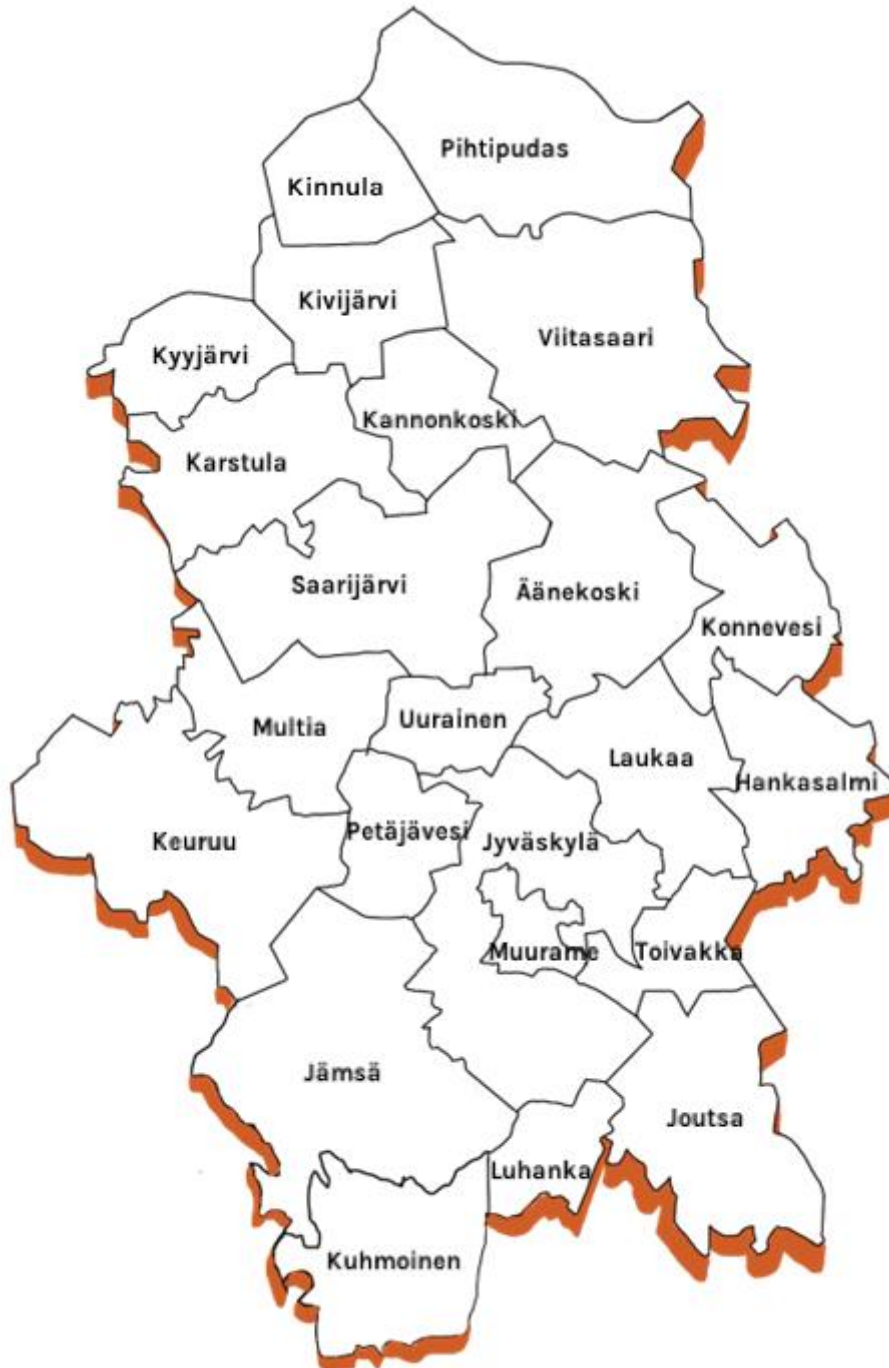 Pihtipudas
Kinnula
Kivijärvi
Viitasaari
Kyyjärvi
Kannonkoski
Karstula
Saarijärvi
Äänekoski
Konnevesi
Multia
Uurainen
Laukaa
Hankasalmi
Keuruu
Petäjävesi
Jyväskylä
Muurame
Toivakka
Jämsä
Joutsa
Luhanka
Kuhmoinen